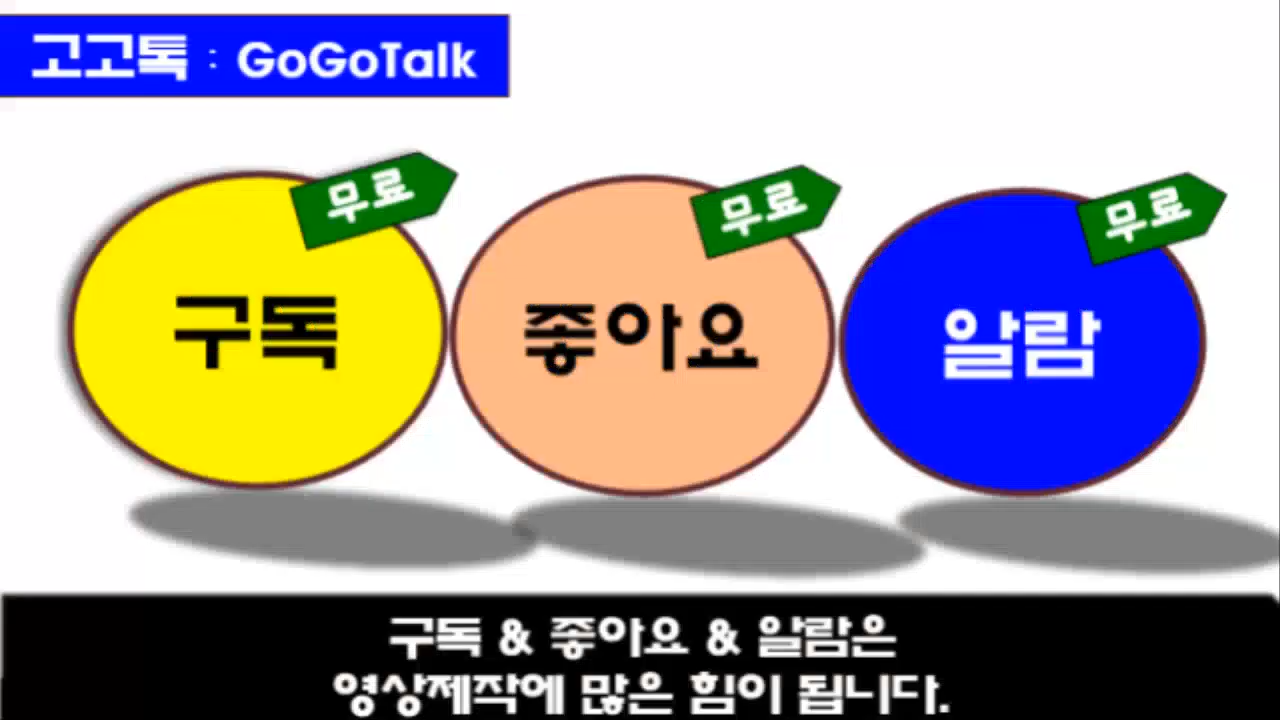 고고톡 : GoGoTalk
무료
무료
무료
구독
좋아요
알람
구독 & 좋아요 & 알람은
영상제작에 많은 힘이 됩니다.